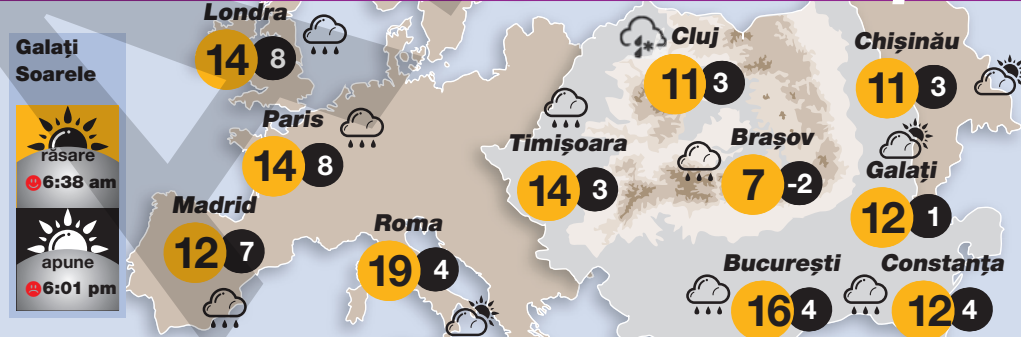 Galați
Soarele
răsare
6:38 am
apune
6:01 pm
Londra
14 8
Paris
14 8
Madrid
12 7
Roma
19 4
Timișoara
14 3
Cluj
11 3
Brașov
7 -2
București
16 4
Chișinău
11 3
Galați
12 1
Constanța
12 4